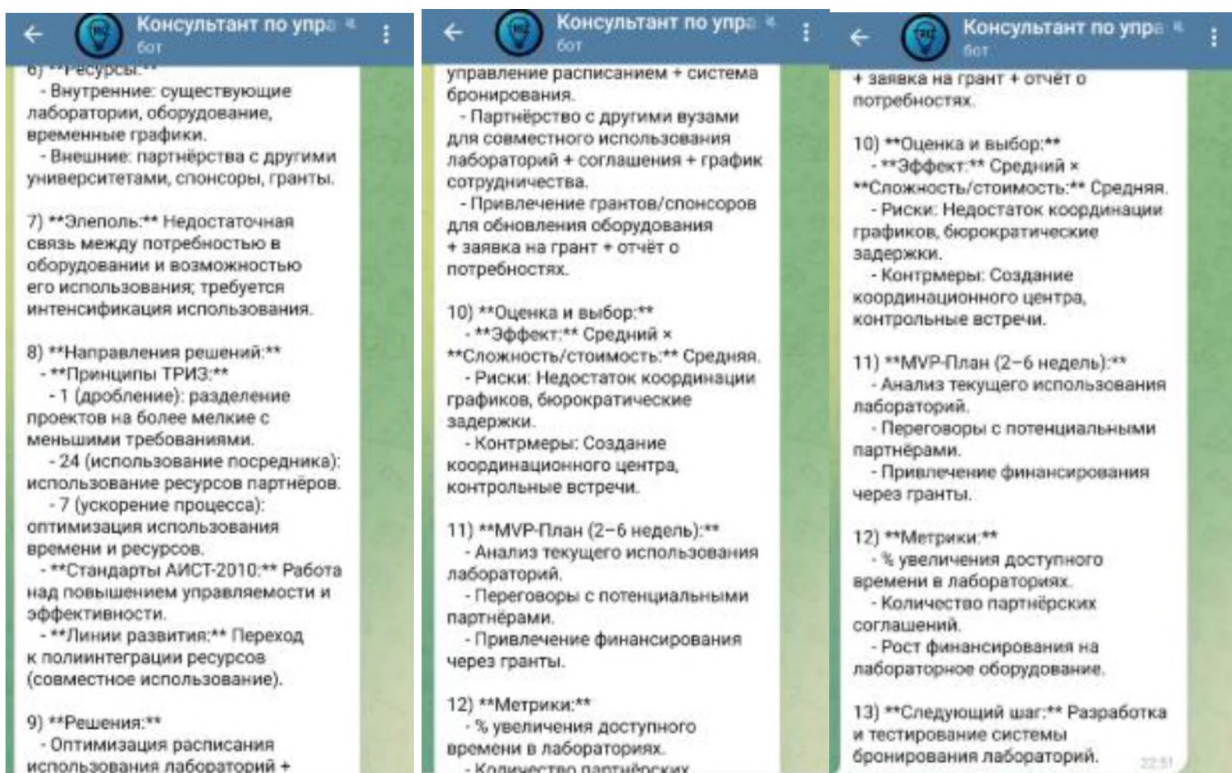 Консультант по упра
бот
6) **Ресурсы:**
- Внутренние: существующие
лаборатории, оборудование,
временные графики.
- Внешние: партнёрства с другими
университетами, спонсоры, гранты.
7) **Элеполь:** Недостаточная
связь между потребностью в
оборудовании и возможностью
его использования; требуется
интенсификация использования.
8) **Направления решений:**
- **Принципы ТРИЗ:**
- 1 (дробление): разделение
проектов на более мелкие с
меньшими требованиями.
- 24 (использование посредника):
использование ресурсов партнёров.
- 7 (ускорение процесса):
оптимизация использования
времени и ресурсов.
- **Стандарты АИСТ-2010:** Работа
над повышением управляемости и
эффективности.
- **Линии развития:** Переход
к полиинтеграции ресурсов
(совместное использование).
9) **Решения:**
- Оптимизация расписания
использования лабораторий +
Консультант по упра
бот
управление расписанием + система
бронирования.
- Партнёрство с другими вузами
для совместного использования
лабораторий + соглашения + график
сотрудничества.
- Привлечение грантов/спонсоров
для обновления оборудования
+ заявка на грант + отчёт о
потребностях.
10) **Оценка и выбор:**
- **Эффект:** Средний ×
**Сложность/стоимость:** Средняя.
- Риски: Недостаток координации
графиков, бюрократические
задержки.
- Контрмеры: Создание
координационного центра,
контрольные встречи.
11) **MVP-План (2–6 недель):**
- Анализ текущего использования
лабораторий.
- Переговоры с потенциальными
партнёрами.
- Привлечение финансирования
через гранты.
12) **Метрики:**
- % увеличения доступного
времени в лабораториях.
- Количество партнёрских
Консультант по упра
бот
+ заявка на грант + отчёт о
потребностях.
10) **Оценка и выбор:**
- **Эффект:** Средний ×
**Сложность/стоимость:** Средняя.
- Риски: Недостаток координации
графиков, бюрократические
задержки.
- Контрмеры: Создание
координационного центра,
контрольные встречи.
11) **MVP-План (2–6 недель):**
- Анализ текущего использования
лабораторий.
- Переговоры с потенциальными
партнёрами.
- Привлечение финансирования
через гранты.
12) **Метрики:**
- % увеличения доступного
времени в лабораториях.
- Количество партнёрских
соглашений.
- Рост финансирования на
лабораторное оборудование.
13) **Следующий шаг:** Разработка
и тестирование системы
бронирования лабораторий.
22:51